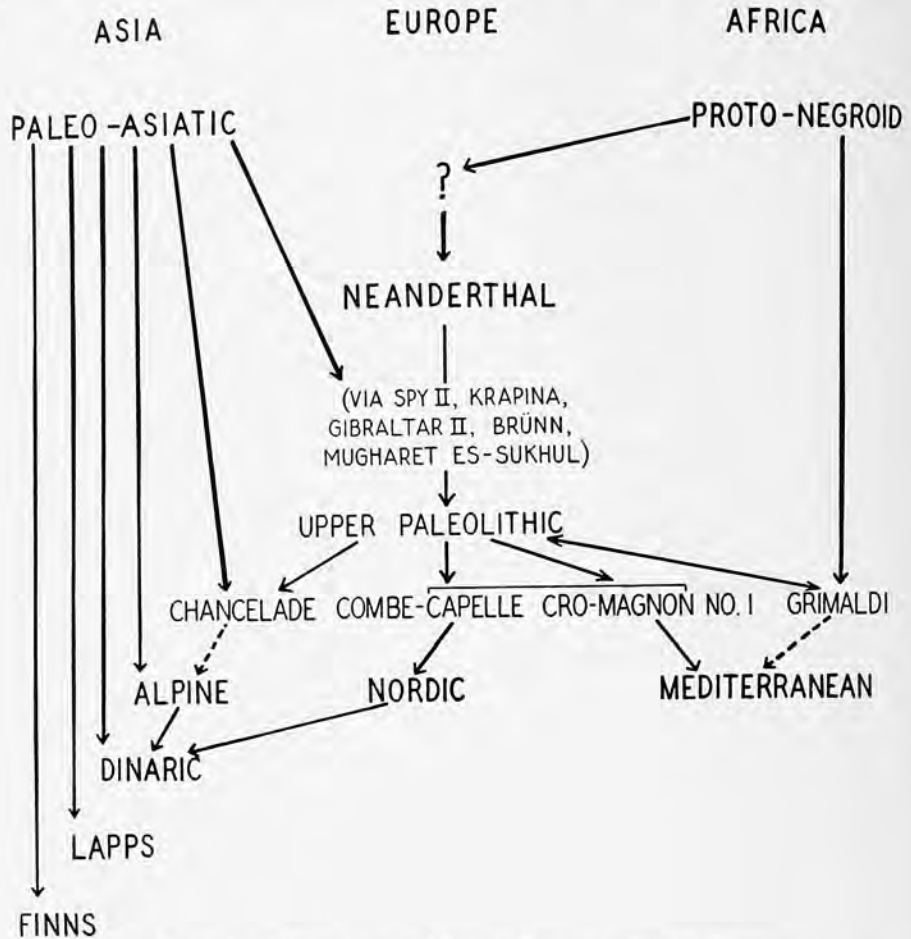 ASIA EUROPE AFRICA
PALEO-ASIATIC PROTO-NEGROID
?
NEANDERTHAL
(VIA SPY II, KRAPINA,
GIBRALTAR II, BRÜNN,
MUGHARET ES-SUKHUL)
UPPER PALEOLITHIC
CHANCELADE COMBE-CAPELLE CRO-MAGNON NO. I GRIMALDI
ALPINE NORDIC MEDITERRANEAN
DINARIC
LAPPS
FINNS